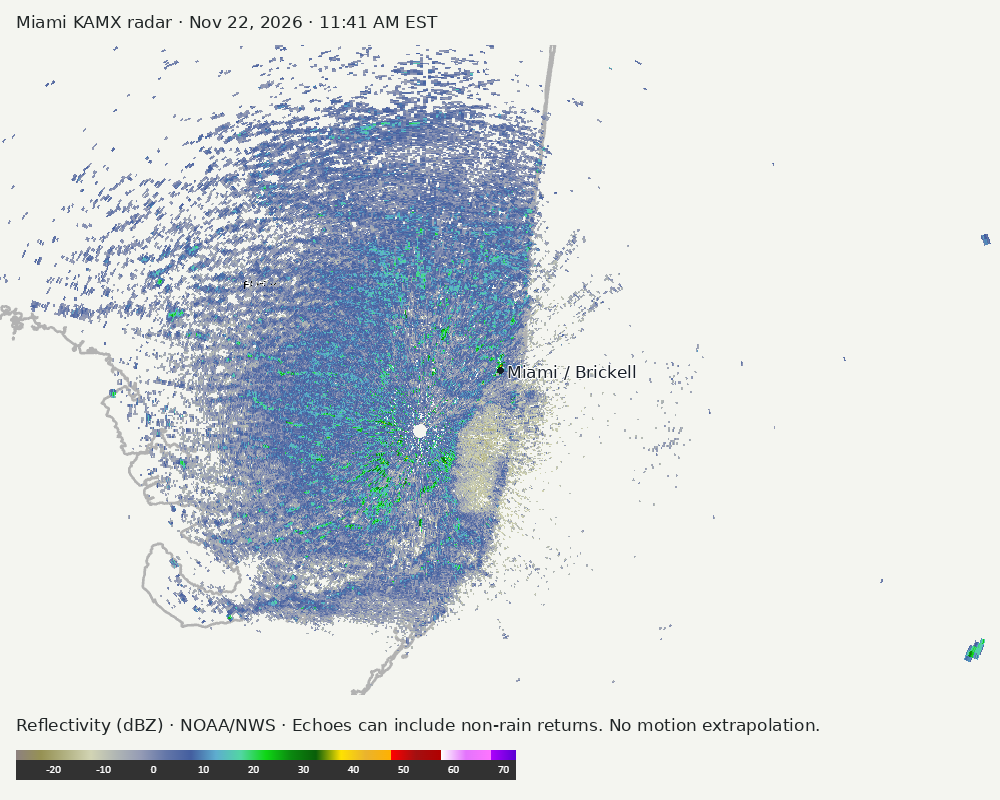 Miami KAMX radar · Nov 22, 2026 · 11:41 AM EST
Miami / Brickell
Reflectivity (dBZ) · NOAA/NWS · Echoes can include non-rain returns. No motion extrapolation.
-20 -10 0 10 20 30 40 50 60 70